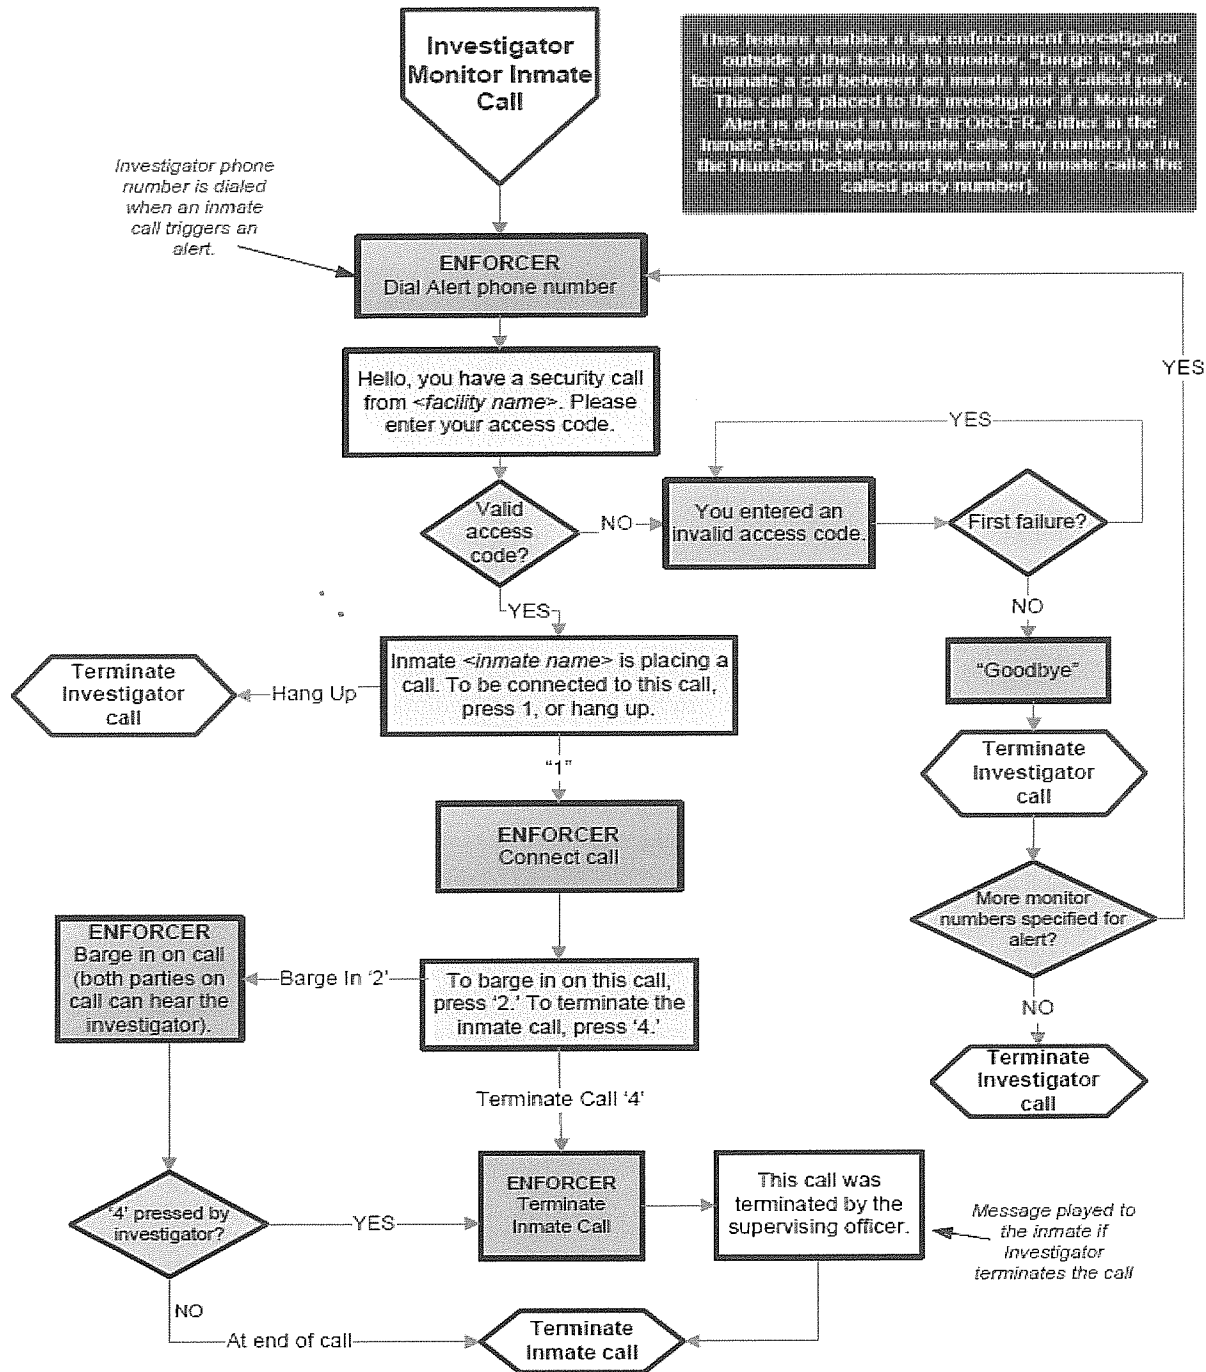 Investigator
Monitor Inmate
Call
This feature enables a law enforcement investigator
outside of the facility to monitor, "barge in," or
terminate a call between an inmate and a called party.
This call is placed to the investigator if a Monitor
Alert is defined in the ENFORCER, either in the
Inmate Profile (when inmate calls any number) or in
the Number Detail record (when any inmate calls the
called party number).
Investigator phone
number is dialed
when an inmate
call triggers an
alert.
ENFORCER
Dial Alert phone number
YES
Hello, you have a security call
from <facility name>. Please
enter your access code.
YES
Valid
access
code?
NO
You entered an
invalid access code.
First failure?
YES
NO
Inmate <inmate name> is placing a
call. To be connected to this call,
press 1, or hang up.
Hang Up
Terminate
Investigator
call
"Goodbye"
Terminate
Investigator
call
"1"
ENFORCER
Connect call
More monitor
numbers specified for
alert?
NO
Terminate
Investigator
call
To barge in on this call,
press '2.' To terminate the
inmate call, press '4.'
Barge In '2'
ENFORCER
Barge in on call
(both parties on
call can hear the
investigator).
Terminate Call '4'
'4' pressed by
investigator?
YES
ENFORCER
Terminate
Inmate Call
This call was
terminated by the
supervising officer.
Message played to
the inmate if
Investigator
terminates the call
NO
At end of call
Terminate
Inmate call